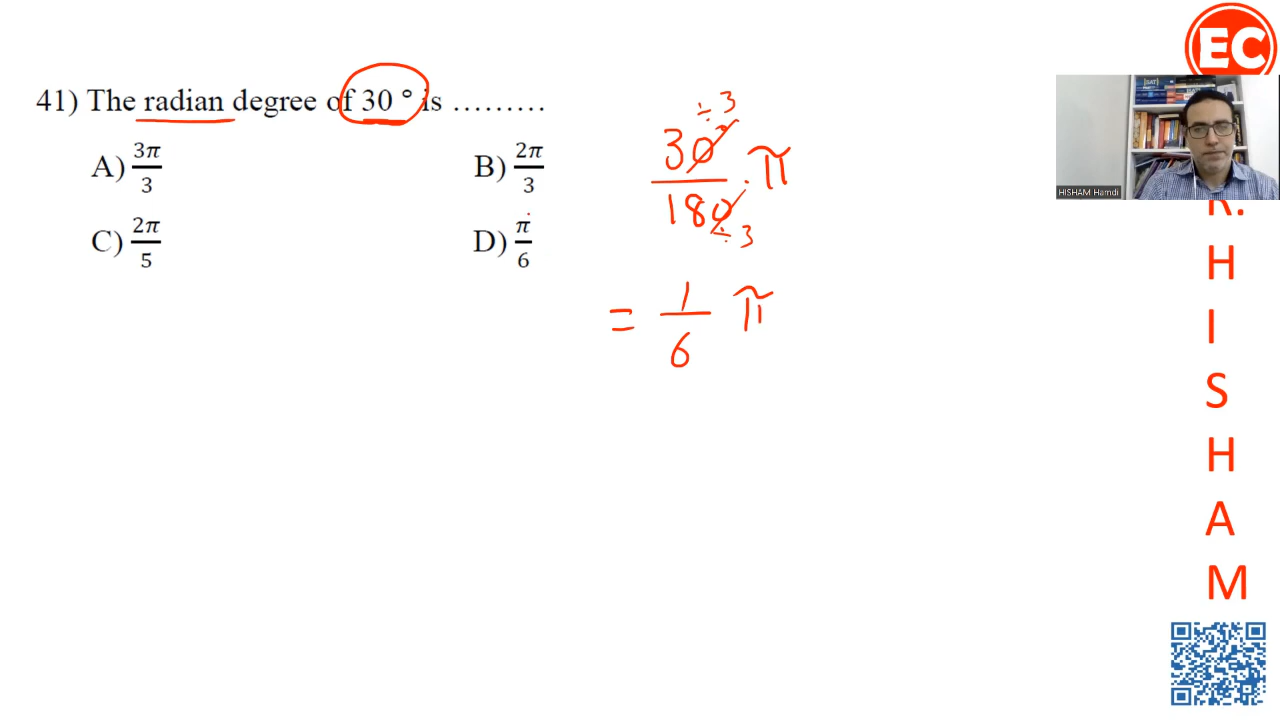 41) The radian degree of 30 ° is ………
A) 3π/3
B) 2π/3
C) 2π/5
D) π/6
÷ 3
30/180 · π
÷ 3
= 1/6 π
EC
HISHAM Hamdi
R.
H
I
S
H
A
M